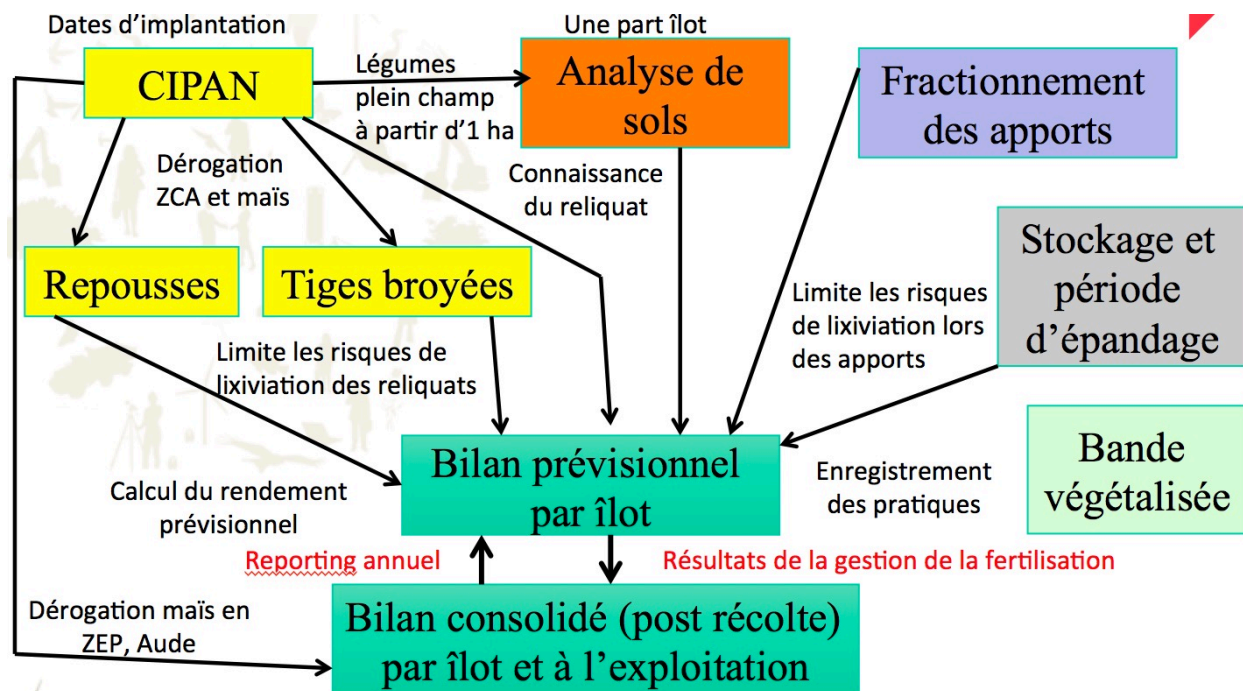 Dates d’implantation
CIPAN
Légumes
plein champ
à partir d’1 ha
Une part îlot
Analyse de
sols
Fractionnement
des apports
Dérogation
ZCA et maïs
Connaissance
du reliquat
Repousses
Tiges broyées
Stockage et
période
d’épandage
Limite les risques
de lixiviation lors
des apports
Limite les risques de
lixiviation des reliquats
Bilan prévisionnel
par îlot
Calcul du rendement
prévisionnel
Enregistrement
des pratiques
Bande
végétalisée
Reporting annuel
Résultats de la gestion de la fertilisation
Dérogation maïs en
ZEP, Aude
Bilan consolidé (post récolte)
par îlot et à l’exploitation